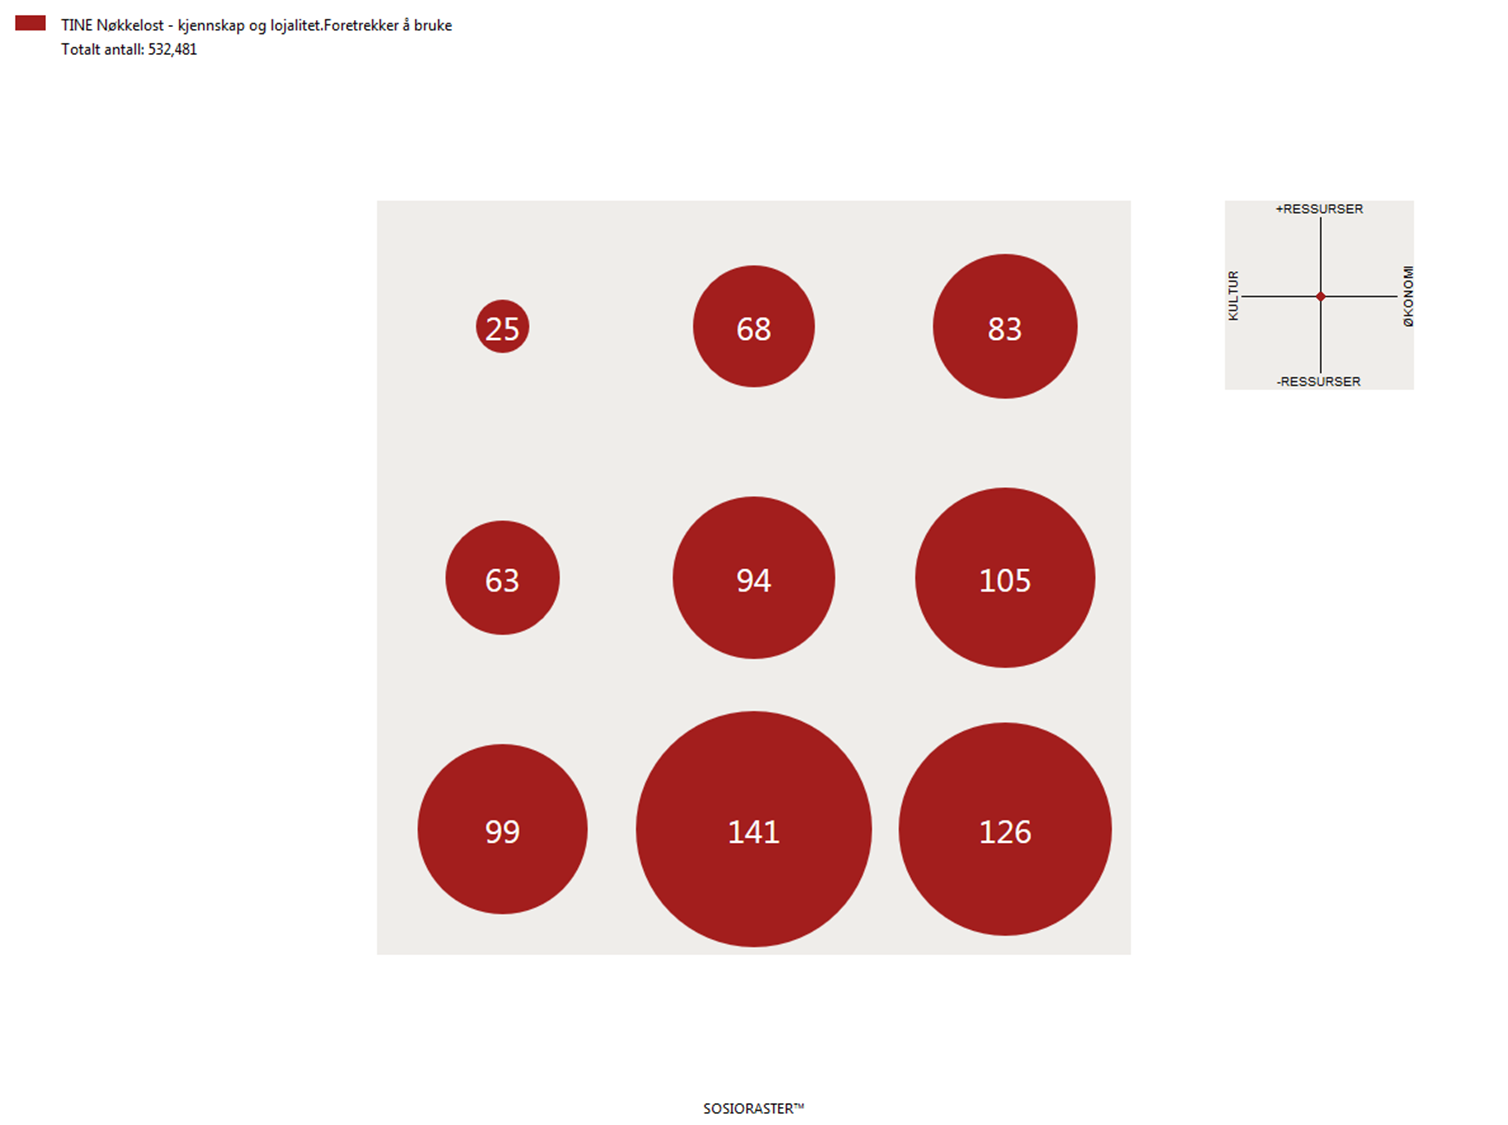 TINE Nøkkelost - kjennskap og lojalitet.Foretrekker å bruke
Totalt antall: 532,481
+RESSURSER
KULTUR
ØKONOMI
-RESSURSER
25 68 83
63 94 105
99 141 126
SOSIORASTER™